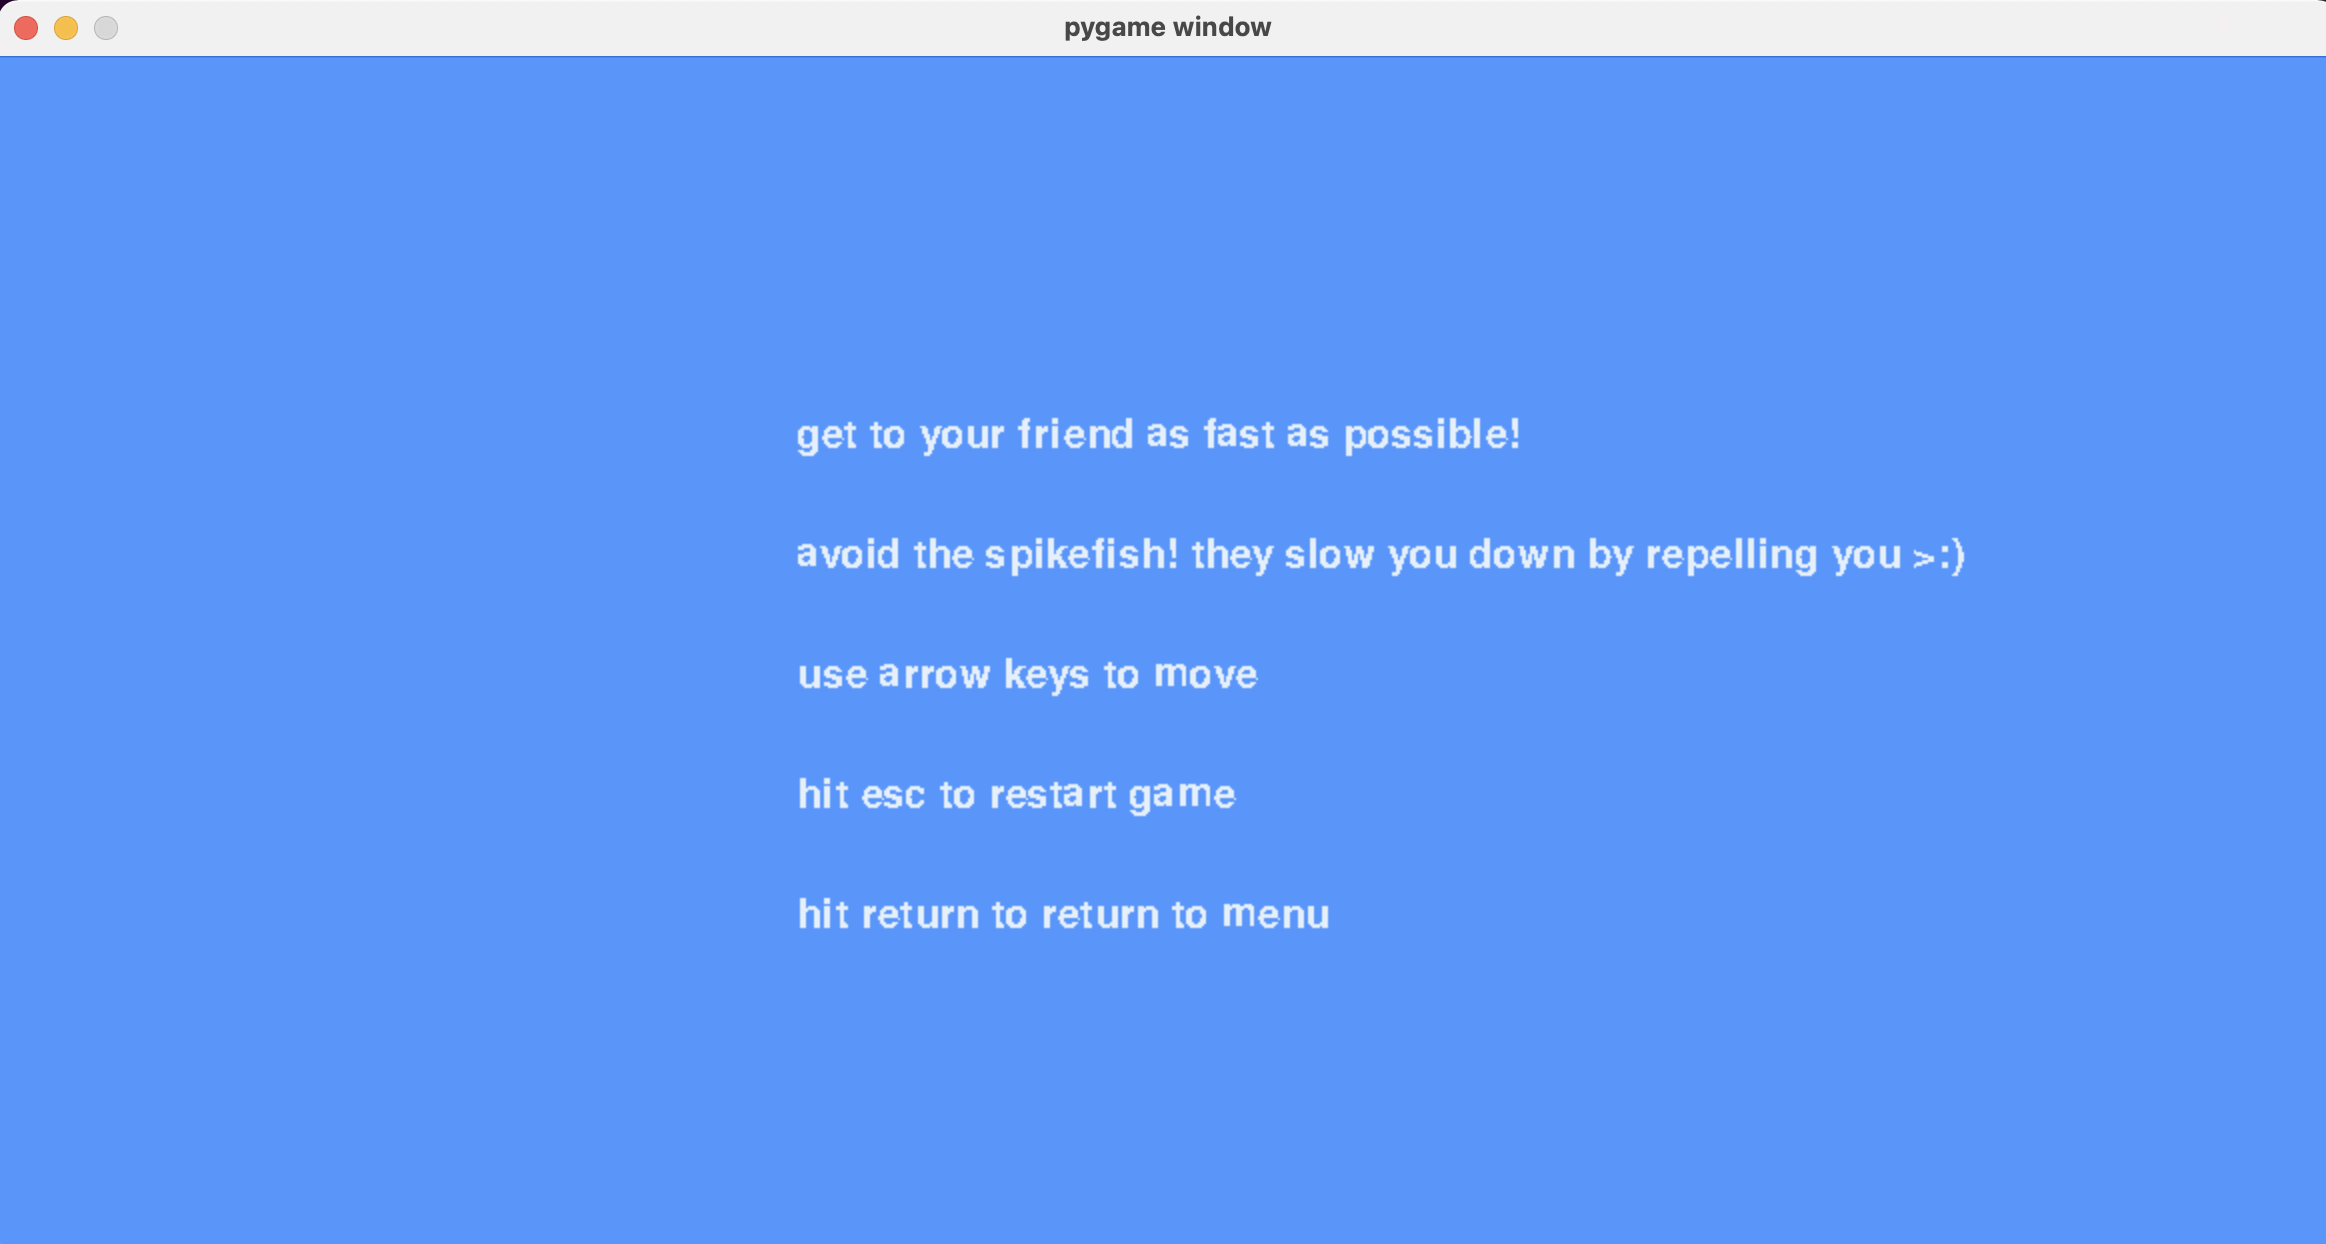 pygame window
get to your friend as fast as possible!
avoid the spikefish! they slow you down by repelling you >:)
use arrow keys to move
hit esc to restart game
hit return to return to menu